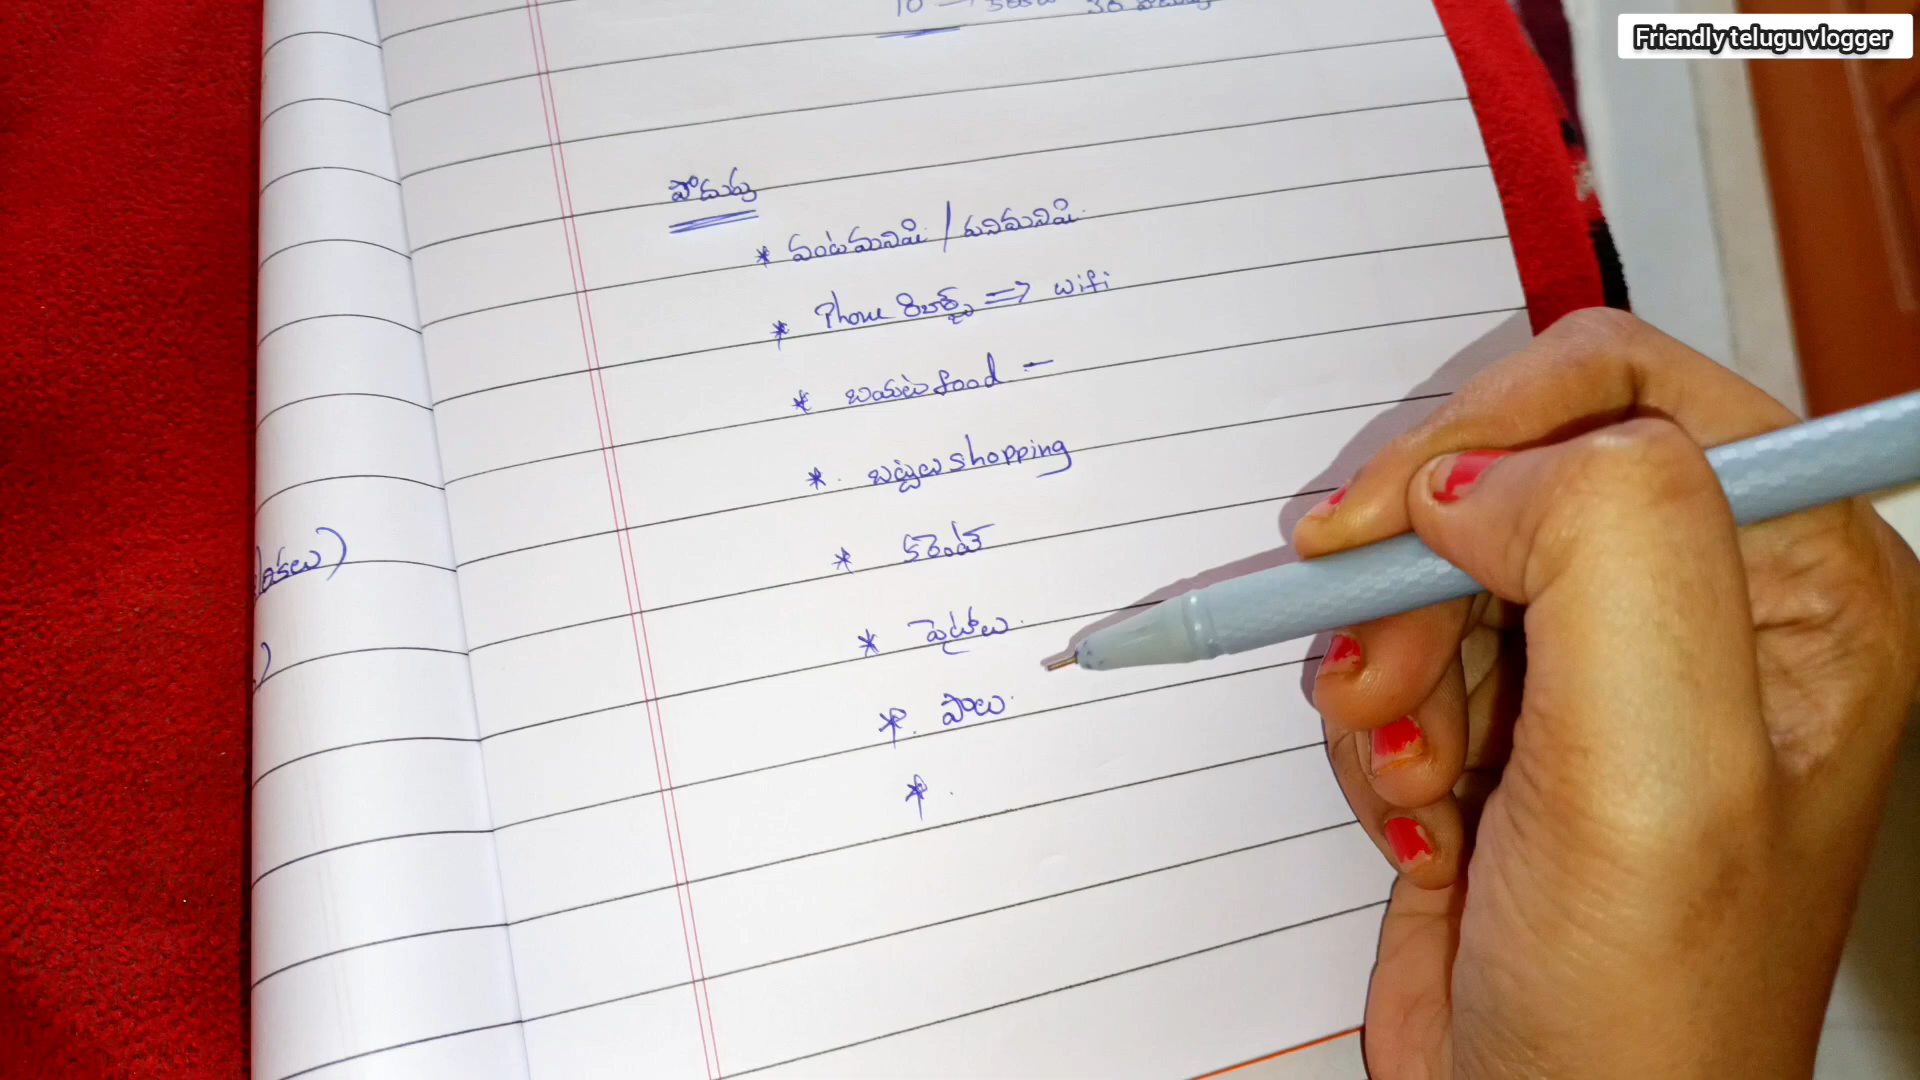 Friendly telugu vlogger
పొదుపు
* వంటమనిషి / పనిమనిషి
* Phone రీఛార్జ్ => wifi
* బయట food -
* బట్టలు shopping
* కరెంట్
* పాలు
*